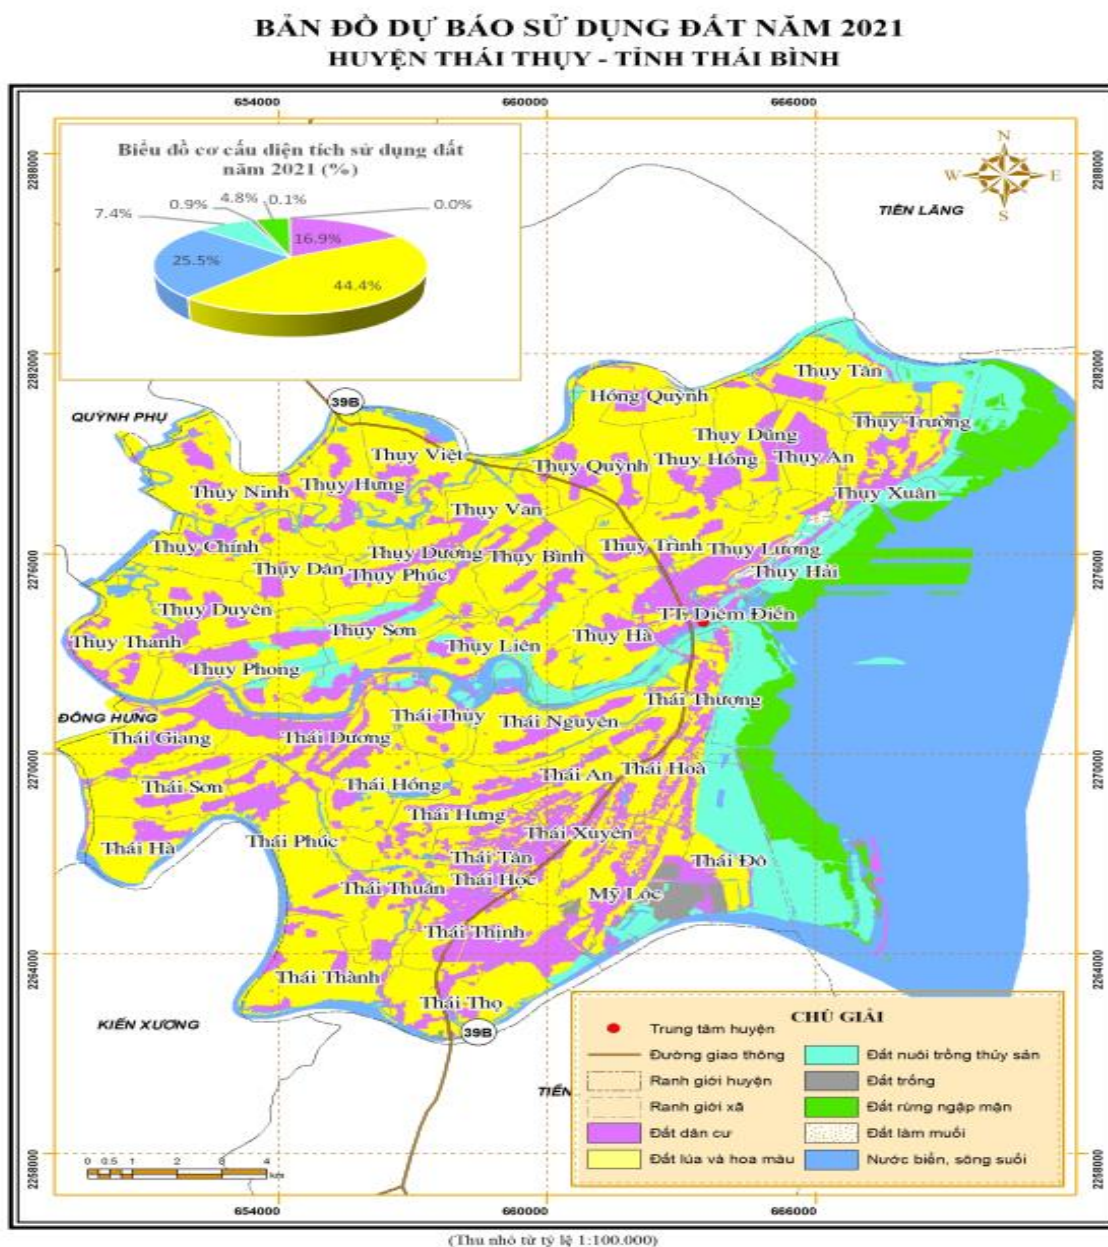 BẢN ĐỒ DỰ BÁO SỬ DỤNG ĐẤT NĂM 2021
HUYỆN THÁI THỤY - TỈNH THÁI BÌNH
654000
660000
666000
Biểu đồ cơ cấu diện tích sử dụng đất
năm 2021 (%)
7.4%
0.9%
4.8%
0.1%
0.0%
16.9%
25.5%
44.4%
N
W
E
S
TIÊN LÃNG
2288000
2288000
2282000
2282000
QUỲNH PHỤ
39B
Thụy Tân
Hồng Quỳnh
Thụy Trường
Thụy Dũng
Thụy Việt
Thụy Quỳnh
Thụy Hồng
Thụy An
Thụy Ninh
Thụy Hưng
Thụy Xuân
Thụy Văn
2276000
2276000
Thụy Chính
Thụy Dương
Thụy Bình
Thụy Trình
Thụy Lương
Thụy Dân
Thụy Phúc
Thụy Hải
Thụy Duyên
TT. Diêm Điền
Thụy Sơn
Thụy Hà
Thụy Thanh
Thụy Liên
Thụy Phong
Thái Thượng
ĐÔNG HƯNG
Thái Thủy
Thái Nguyên
Thái Giang
Thái Dương
2270000
2270000
Thái An
Thái Hoà
Thái Sơn
Thái Hồng
Thái Hưng
Thái Xuyên
Thái Hà
Thái Phúc
Thái Tân
Thái Đô
Thái Học
Thái Thuần
Mỹ Lộc
Thái Thịnh
2264000
2264000
Thái Thành
Thái Thọ
KIẾN XƯƠNG
39B
CHÚ GIẢI
Trung tâm huyện
Đường giao thông
Đất nuôi trồng thủy sản
Ranh giới huyện
Đất trống
Ranh giới xã
Đất rừng ngập mặn
Đất dân cư
Đất làm muối
Đất lúa và hoa màu
Nước biển, sông suối
2258000
2258000
0 0.5 1 2 3 4
km
654000
660000
666000
(Thu nhỏ từ tỷ lệ 1:100.000)